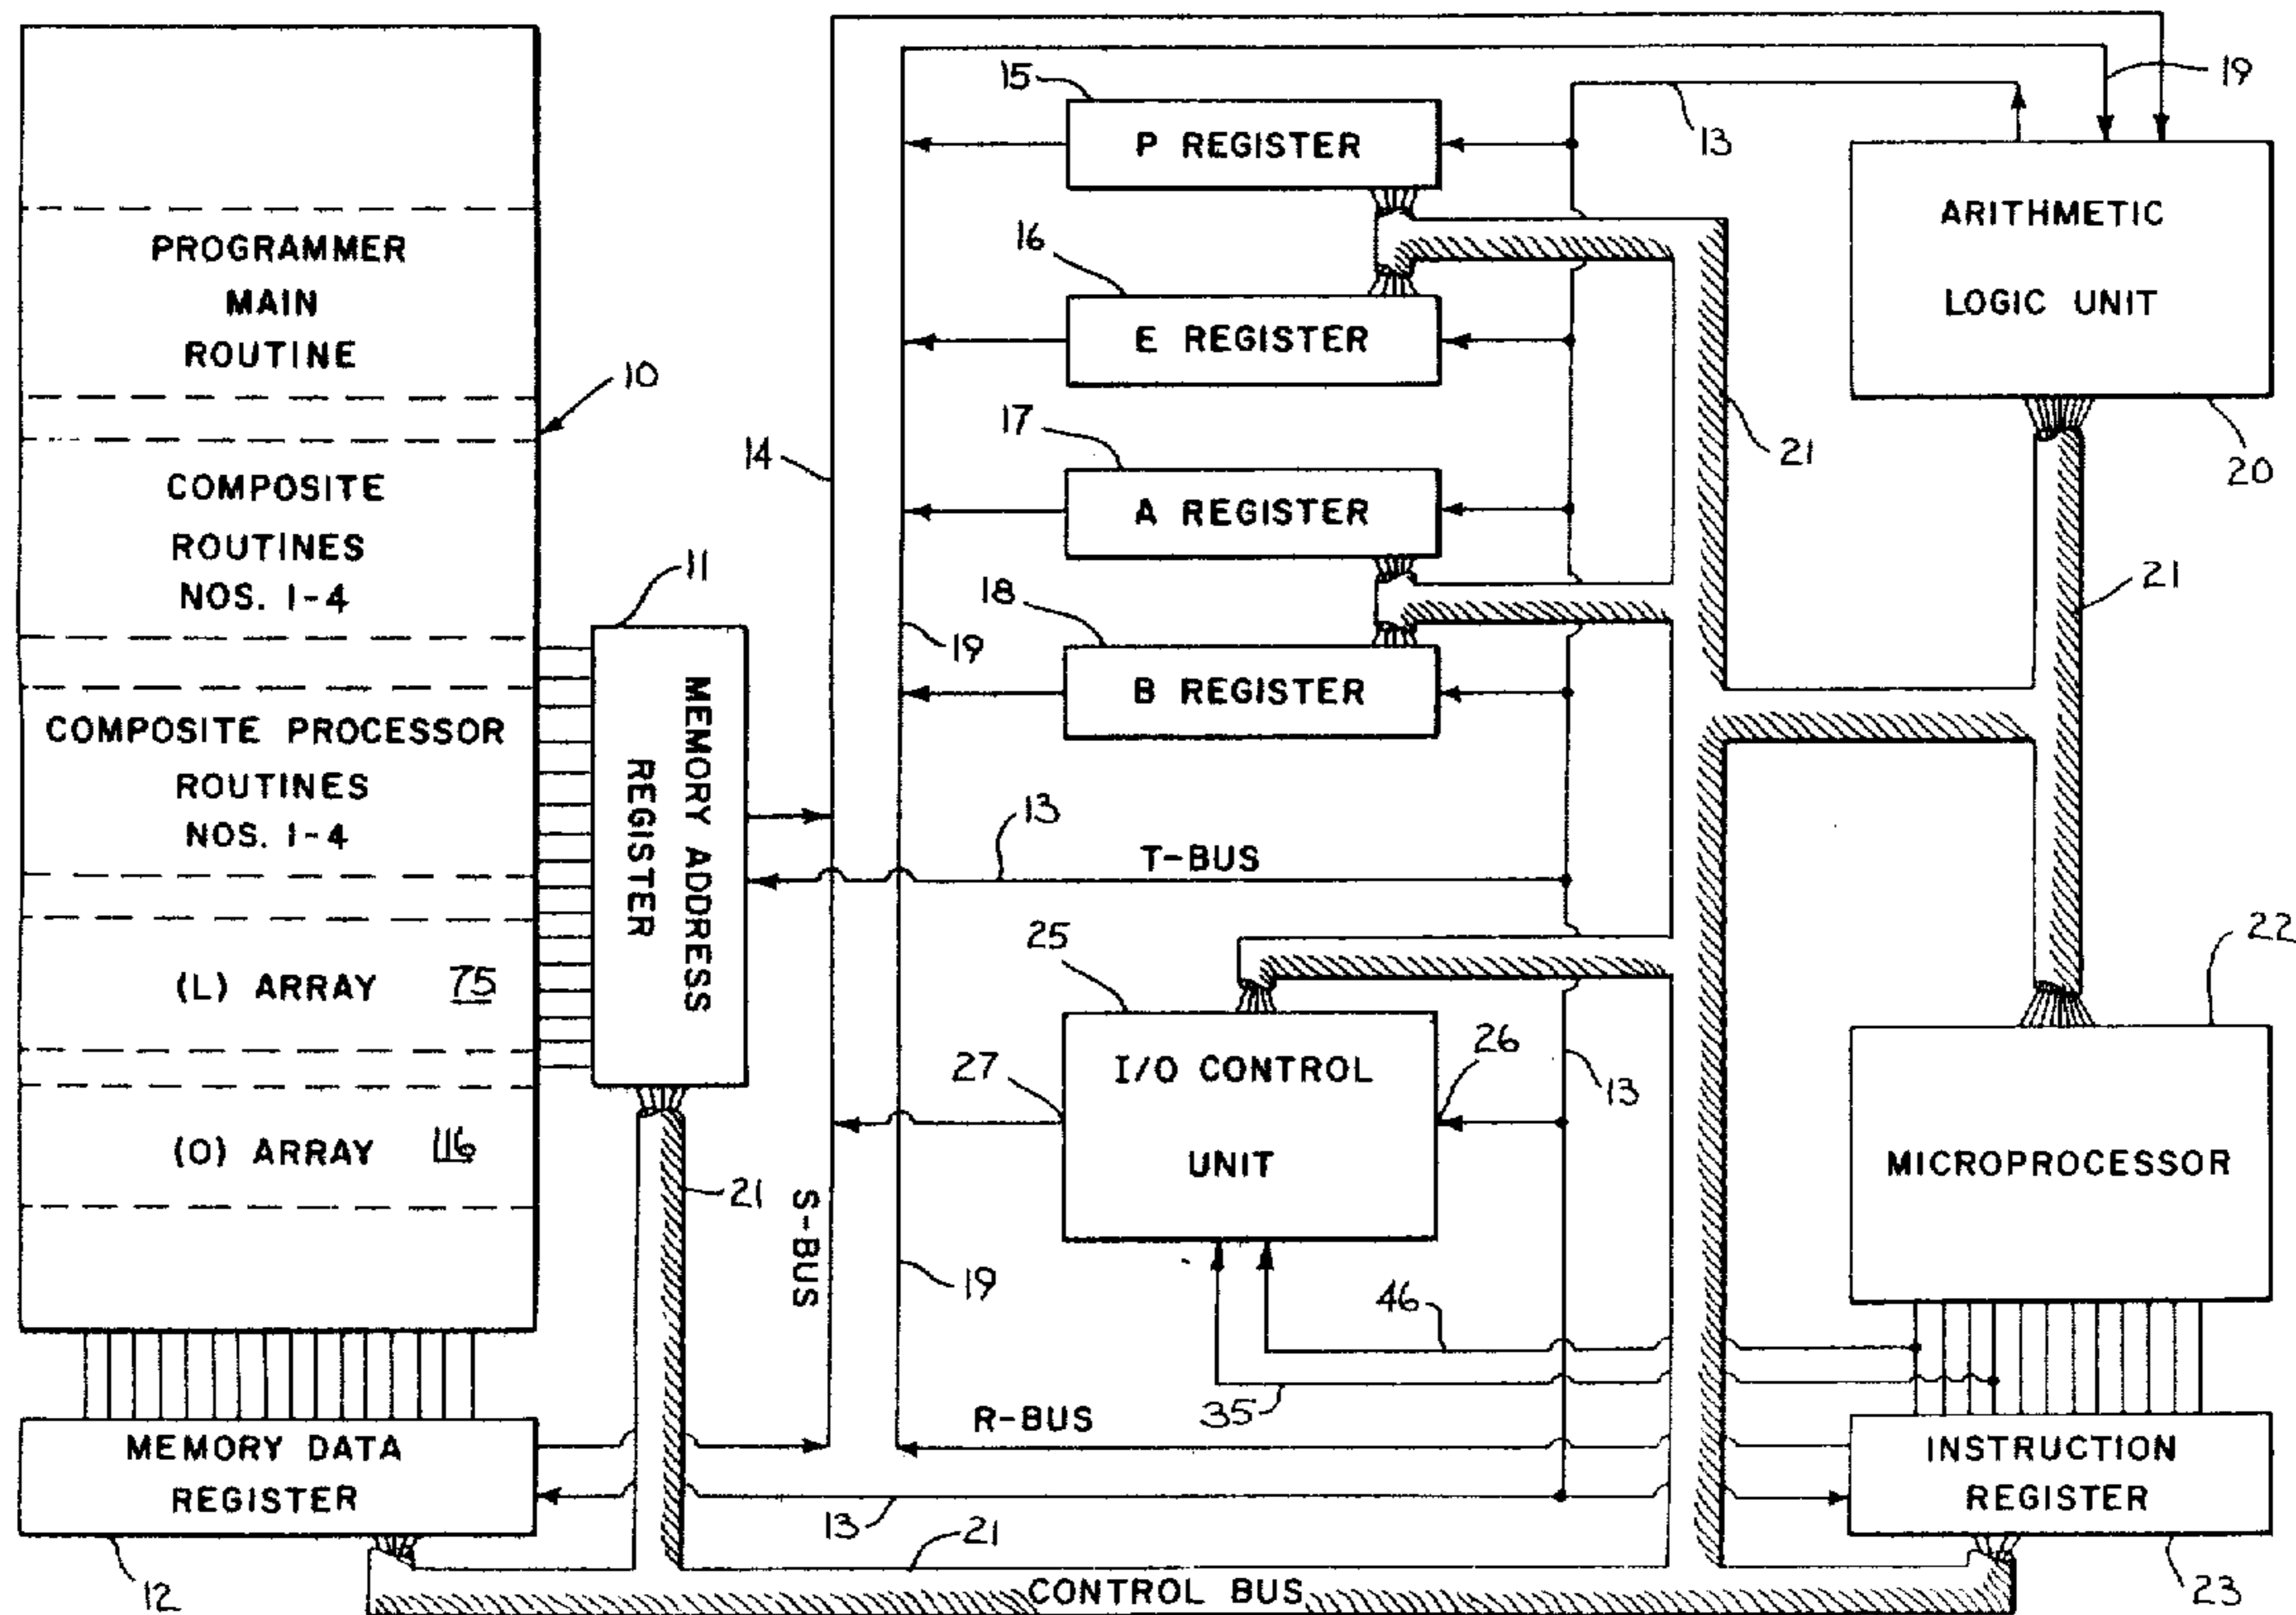 PROGRAMMER
MAIN
ROUTINE
COMPOSITE
ROUTINES
NOS. 1-4
COMPOSITE PROCESSOR
ROUTINES
NOS. 1-4
(L) ARRAY 75
(O) ARRAY 116
10
MEMORY DATA
REGISTER
12
11
MEMORY ADDRESS
REGISTER
21
14
S-BUS
19
19
15
P REGISTER
16
E REGISTER
17
A REGISTER
18
B REGISTER
13
T-BUS
25
27
I/O CONTROL
UNIT
26
13
46
35
R-BUS
13
21
CONTROL BUS
13
19
ARITHMETIC
LOGIC UNIT
20
21
21
22
MICROPROCESSOR
INSTRUCTION
REGISTER
23